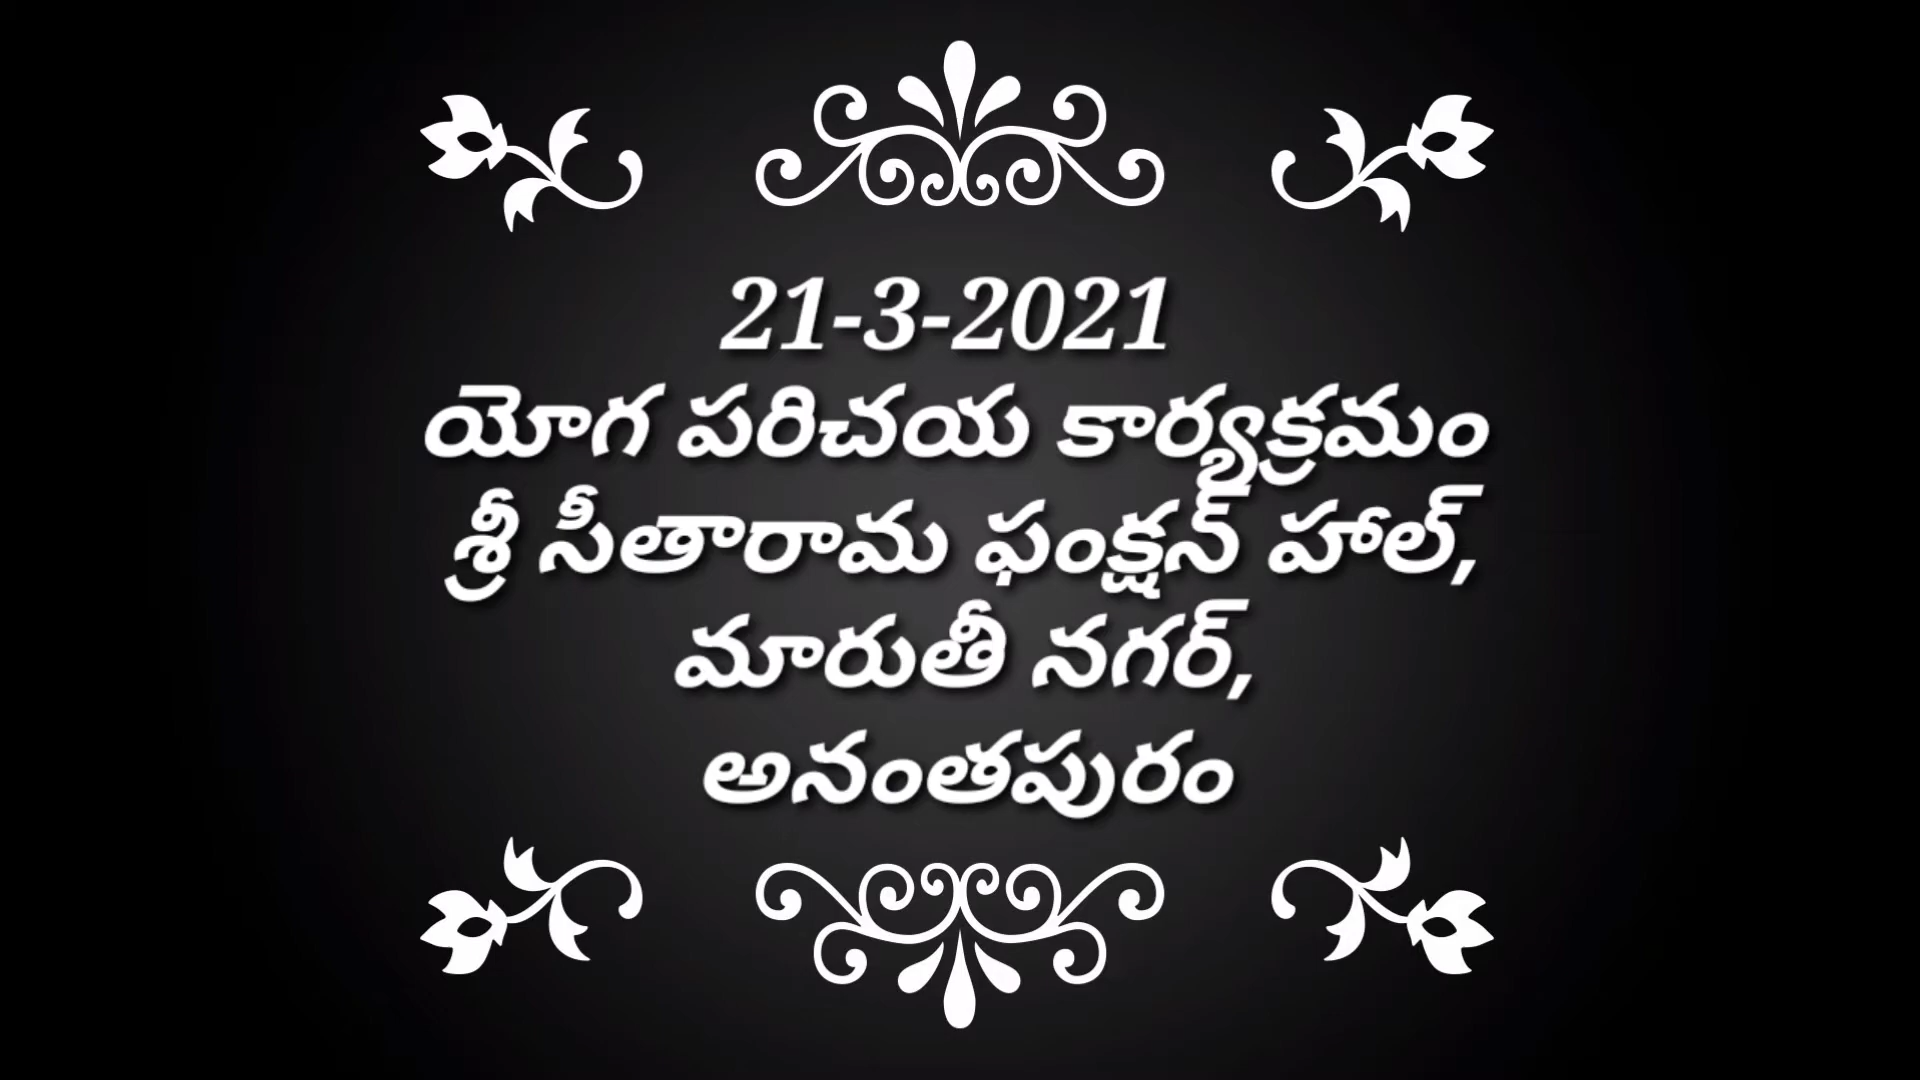 21-3-2021
యోగ పరిచయ కార్యక్రమం
శ్రీ సీతారామ ఫంక్షన్ హాల్,
మారుతీ నగర్,
అనంతపురం